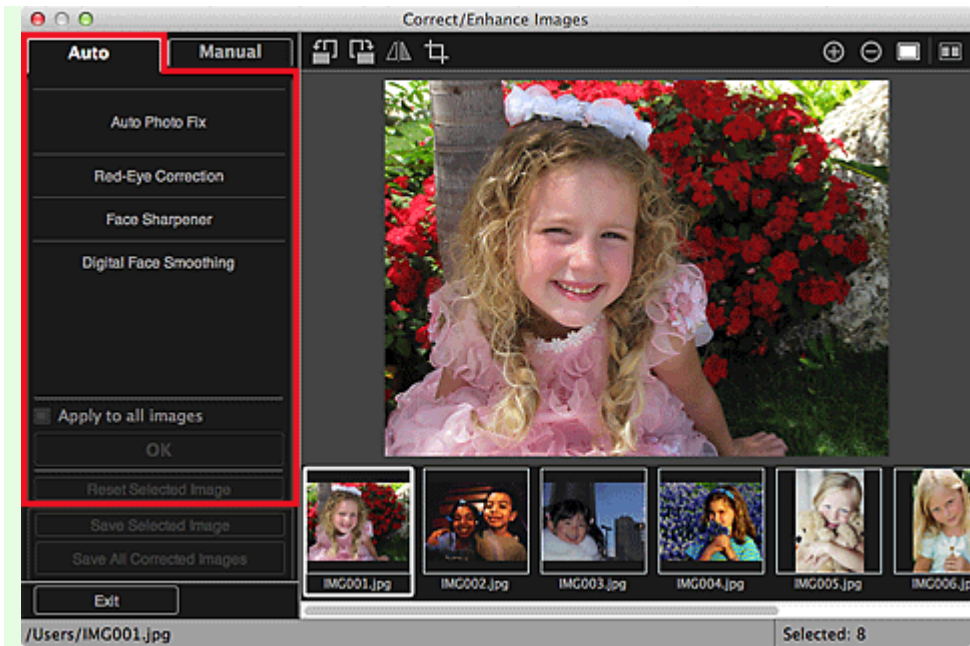 Correct/Enhance Images
Auto
Manual
Auto Photo Fix
Red-Eye Correction
Face Sharpener
Digital Face Smoothing
Apply to all images
OK
Reset Selected Image
Save Selected Image
Save All Corrected Images
Exit
IMG001.jpg
IMG002.jpg
IMG003.jpg
IMG004.jpg
IMG005.jpg
IMG006.jp
/Users/IMG001.jpg
Selected: 8